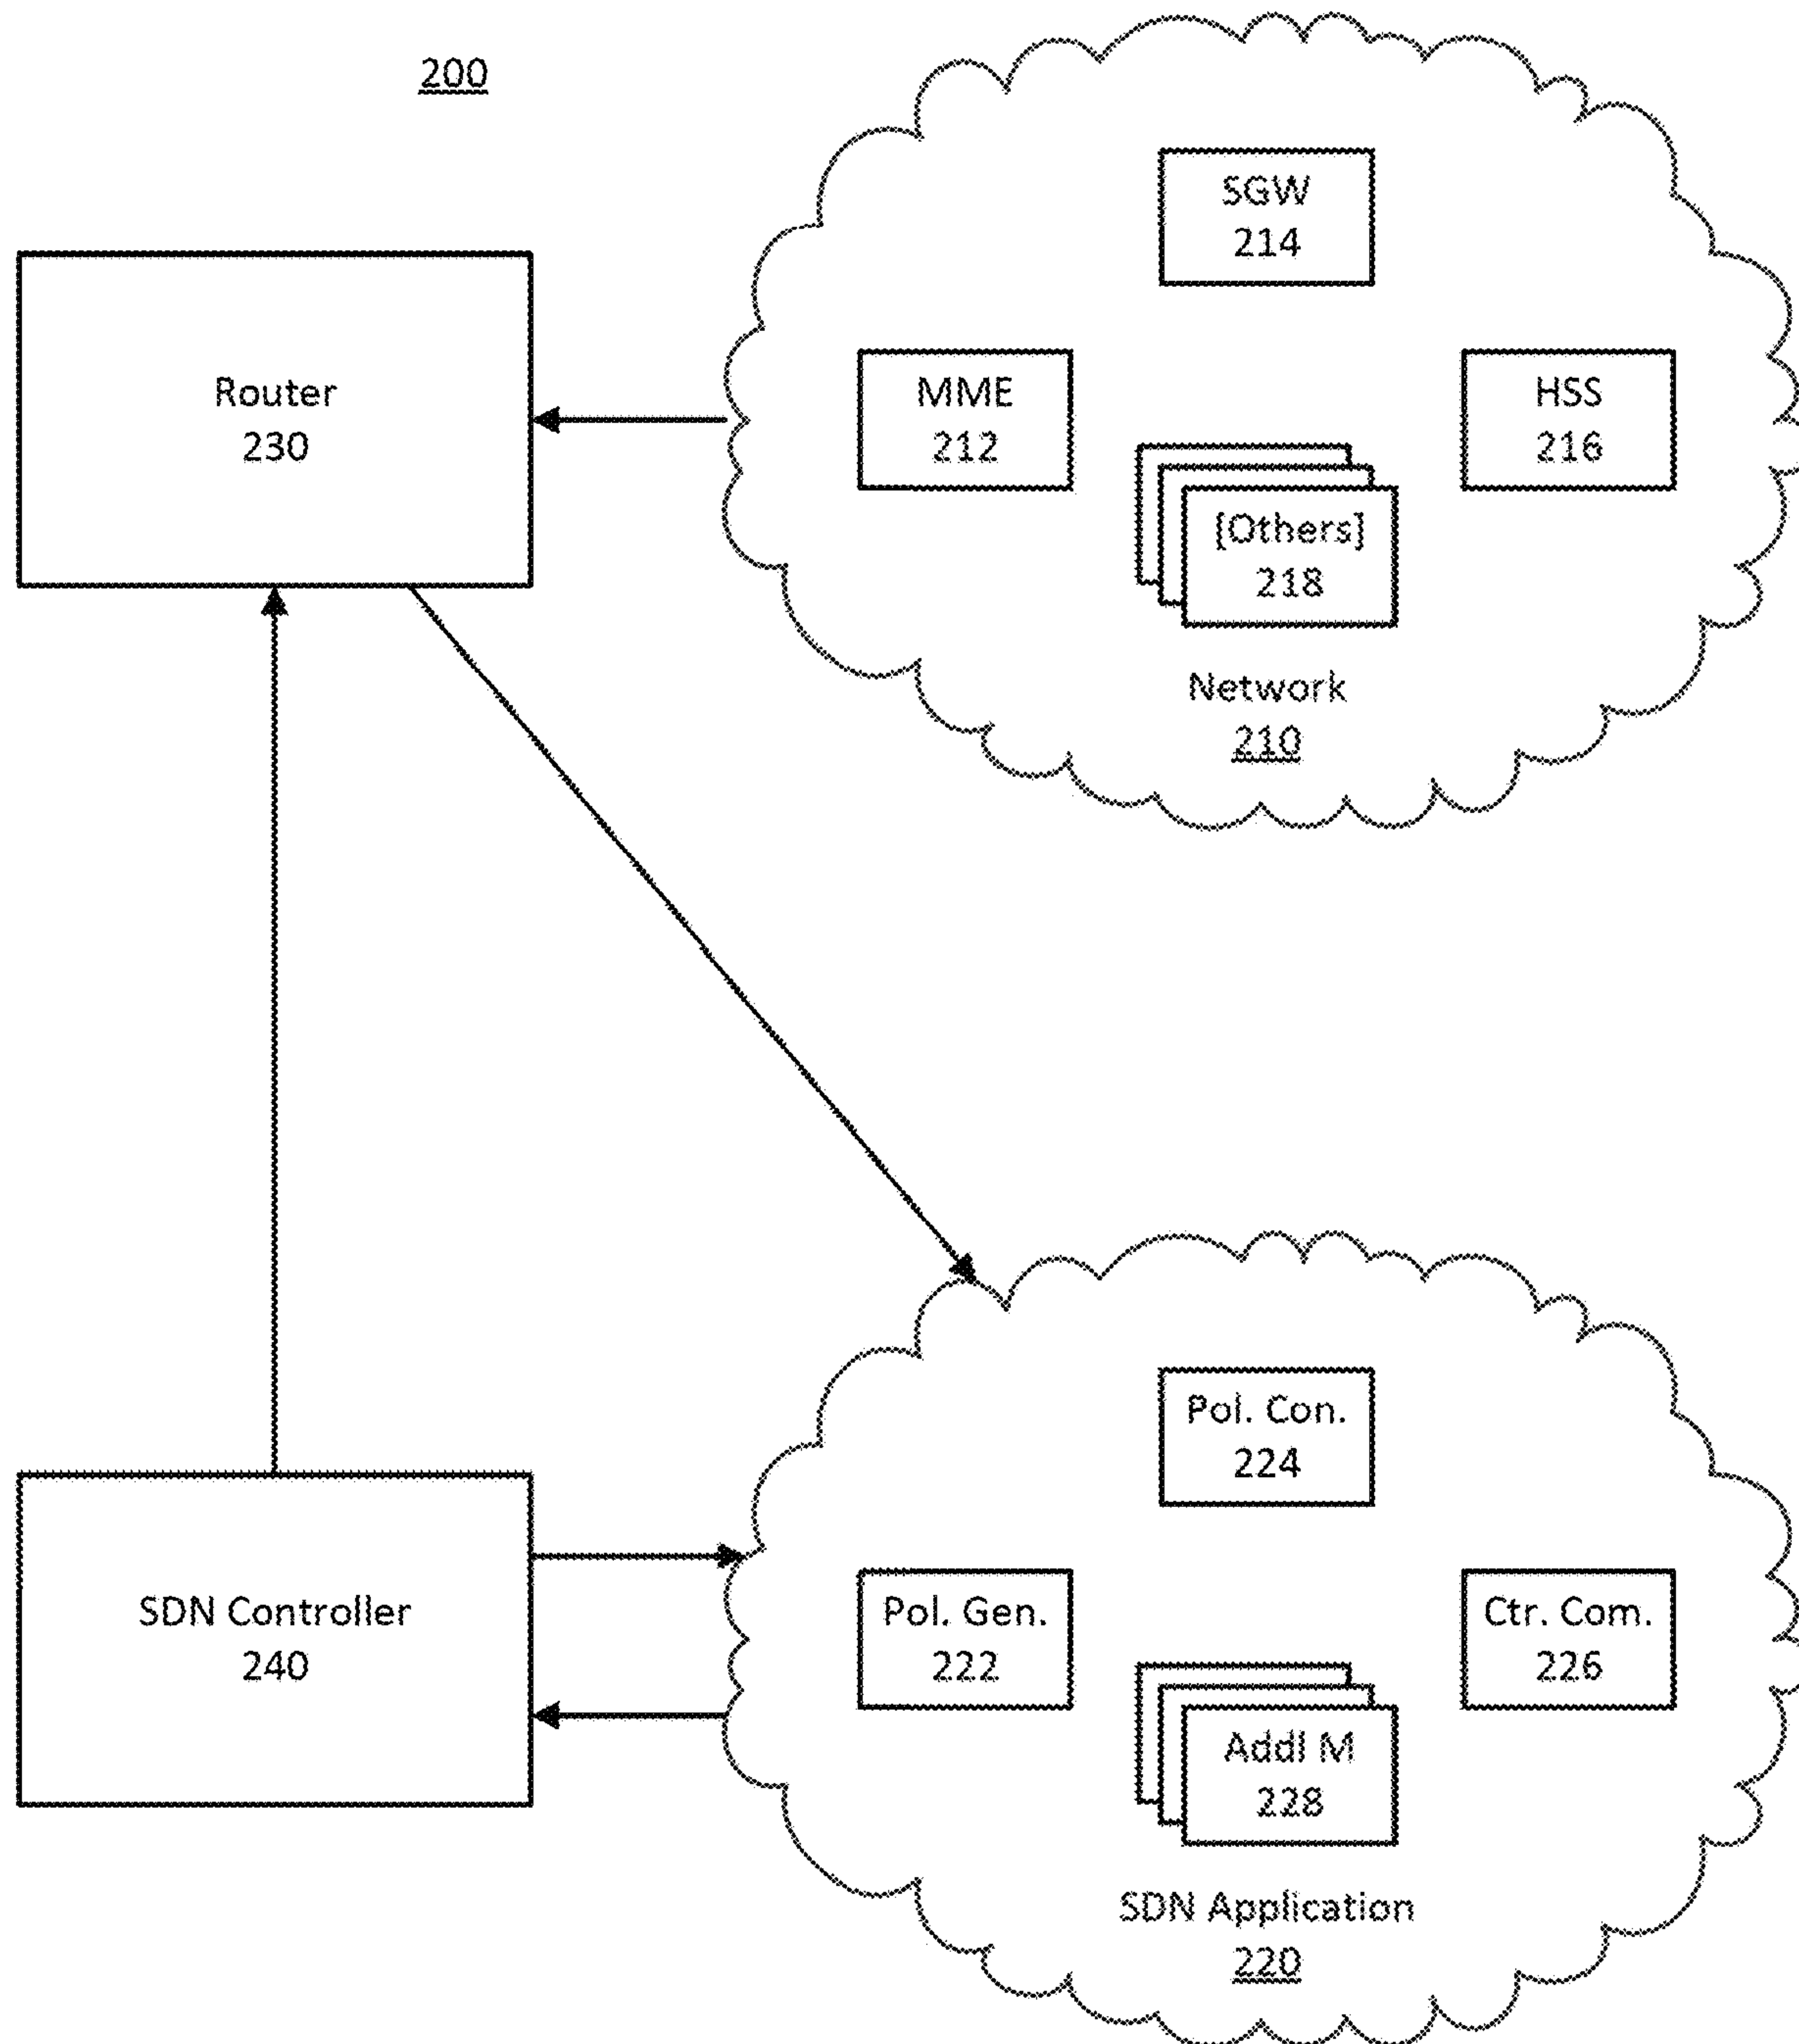 200
SGW
214
Router
230
MME
212
HSS
216
[Others]
218
Network
210
Pol. Con.
224
SDN Controller
240
Pol. Gen.
222
Ctr. Com.
226
Addl M
228
SDN Application
220